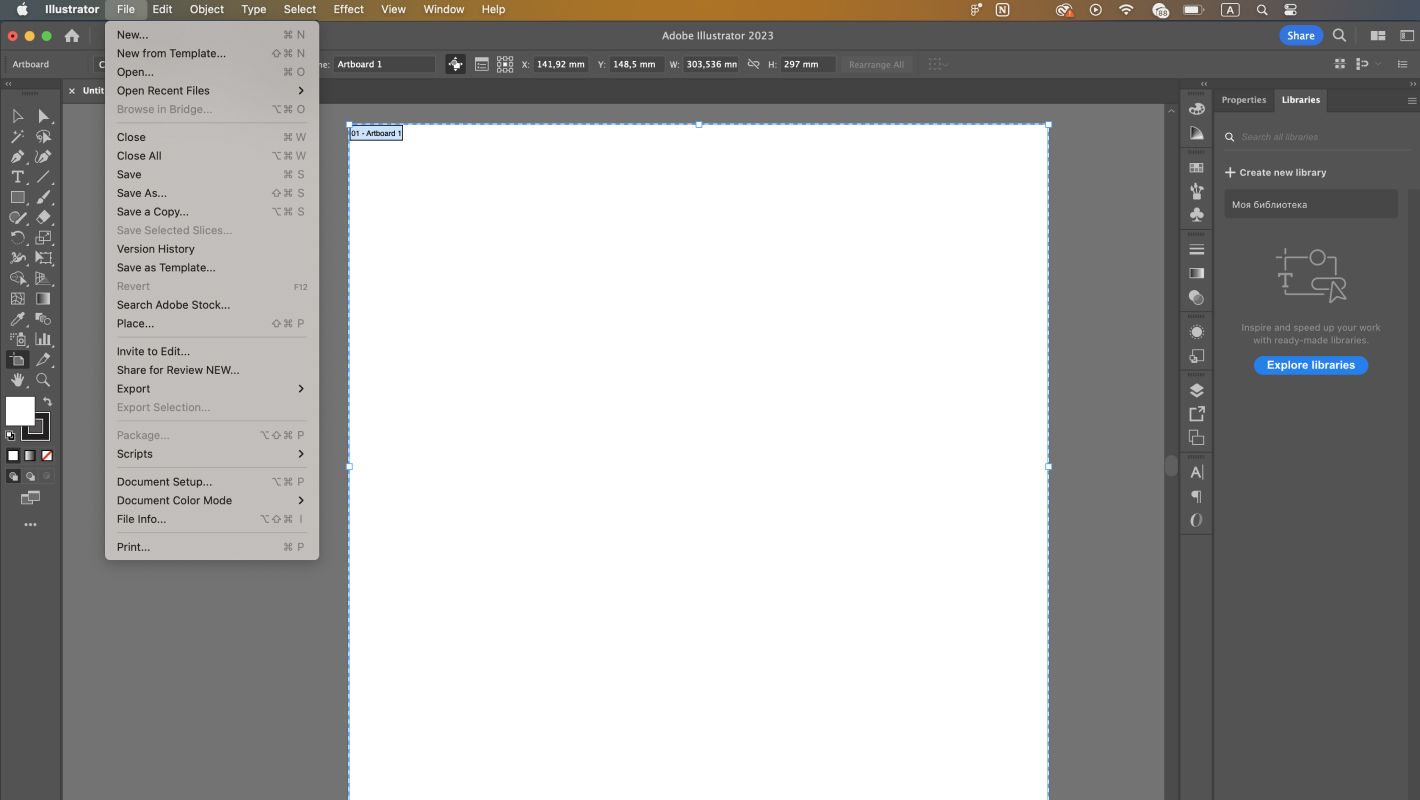 Illustrator File Edit Object Type Select Effect View Window Help
88
A
Adobe Illustrator 2023
Share
Artboard
Artboard 1
X: 141,92 mm
Y: 148,5 mm
W: 303,536 mm
H: 297 mm
Rearrange All
New... ⌘ N
New from Template... ⇧⌘ N
Open... ⌘ O
Open Recent Files
Browse in Bridge... ⌥⌘ O
Close ⌘ W
Close All ⌥⌘ W
Save ⌘ S
Save As... ⇧⌘ S
Save a Copy... ⌥⌘ S
Save Selected Slices...
Version History
Save as Template...
Revert F12
Search Adobe Stock...
Place... ⇧⌘ P
Invite to Edit...
Share for Review NEW...
Export
Export Selection...
Package... ⌥⇧⌘ P
Scripts
Document Setup... ⌥⌘ P
Document Color Mode
File Info... ⌥⇧⌘ I
Print... ⌘ P
01 - Artboard 1
Properties Libraries
Search all libraries
Create new library
Моя библиотека
Inspire and speed up your work
with ready-made libraries.
Explore libraries